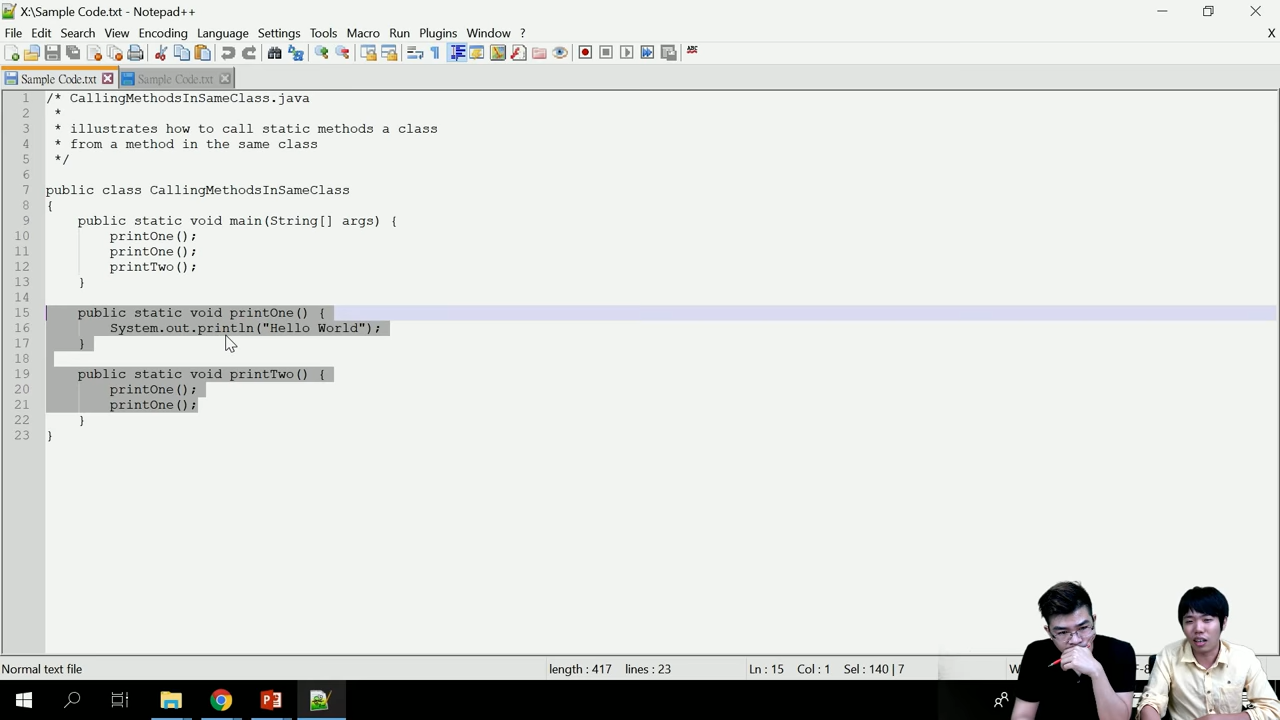 X:\Sample Code.txt - Notepad++
File Edit Search View Encoding Language Settings Tools Macro Run Plugins Window ? X
ABC
Sample Code.txt Sample Code.txt
1 /* CallingMethodsInSameClass.java
2 *
3 * illustrates how to call static methods a class
4 * from a method in the same class
5 */
6
7 public class CallingMethodsInSameClass
8 {
9 public static void main(String[] args) {
10 printOne();
11 printOne();
12 printTwo();
13 }
14
15 public static void printOne() {
16 System.out.println("Hello World");
17 }
18
19 public static void printTwo() {
20 printOne();
21 printOne();
22 }
23 }
Normal text file length : 417 lines : 23 Ln : 15 Col : 1 Sel : 140 | 7